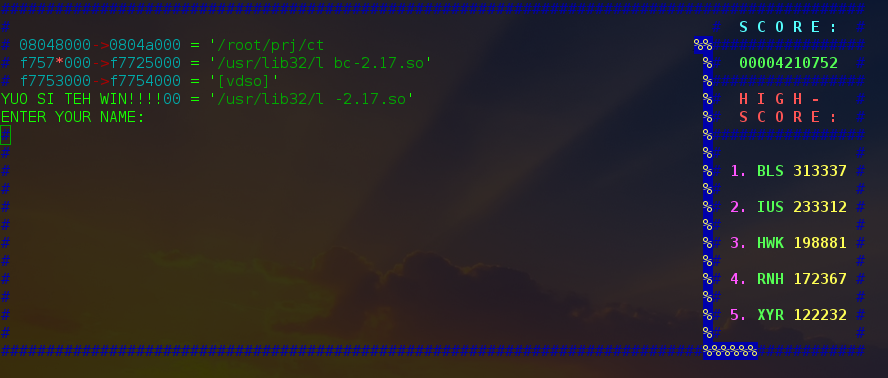 #################################################################################################
# # S C O R E : #
# 08048000->0804a000 = '/root/prj/ct %%#################
# f757*000->f7725000 = '/usr/lib32/l bc-2.17.so' %# 00004210752 #
# f7753000->f7754000 = '[vdso]' %#################
YUO SI TEH WIN!!!!00 = '/usr/lib32/l -2.17.so' %# H I G H - #
ENTER YOUR NAME: %# S C O R E : #
# %#################
# %# #
# %# 1. BLS 313337 #
# %# #
# %# 2. IUS 233312 #
# %# #
# %# 3. HWK 198881 #
# %# #
# %# 4. RNH 172367 #
# %# #
# %# 5. XYR 122232 #
# %# #
##############################################################################%%%%%%############